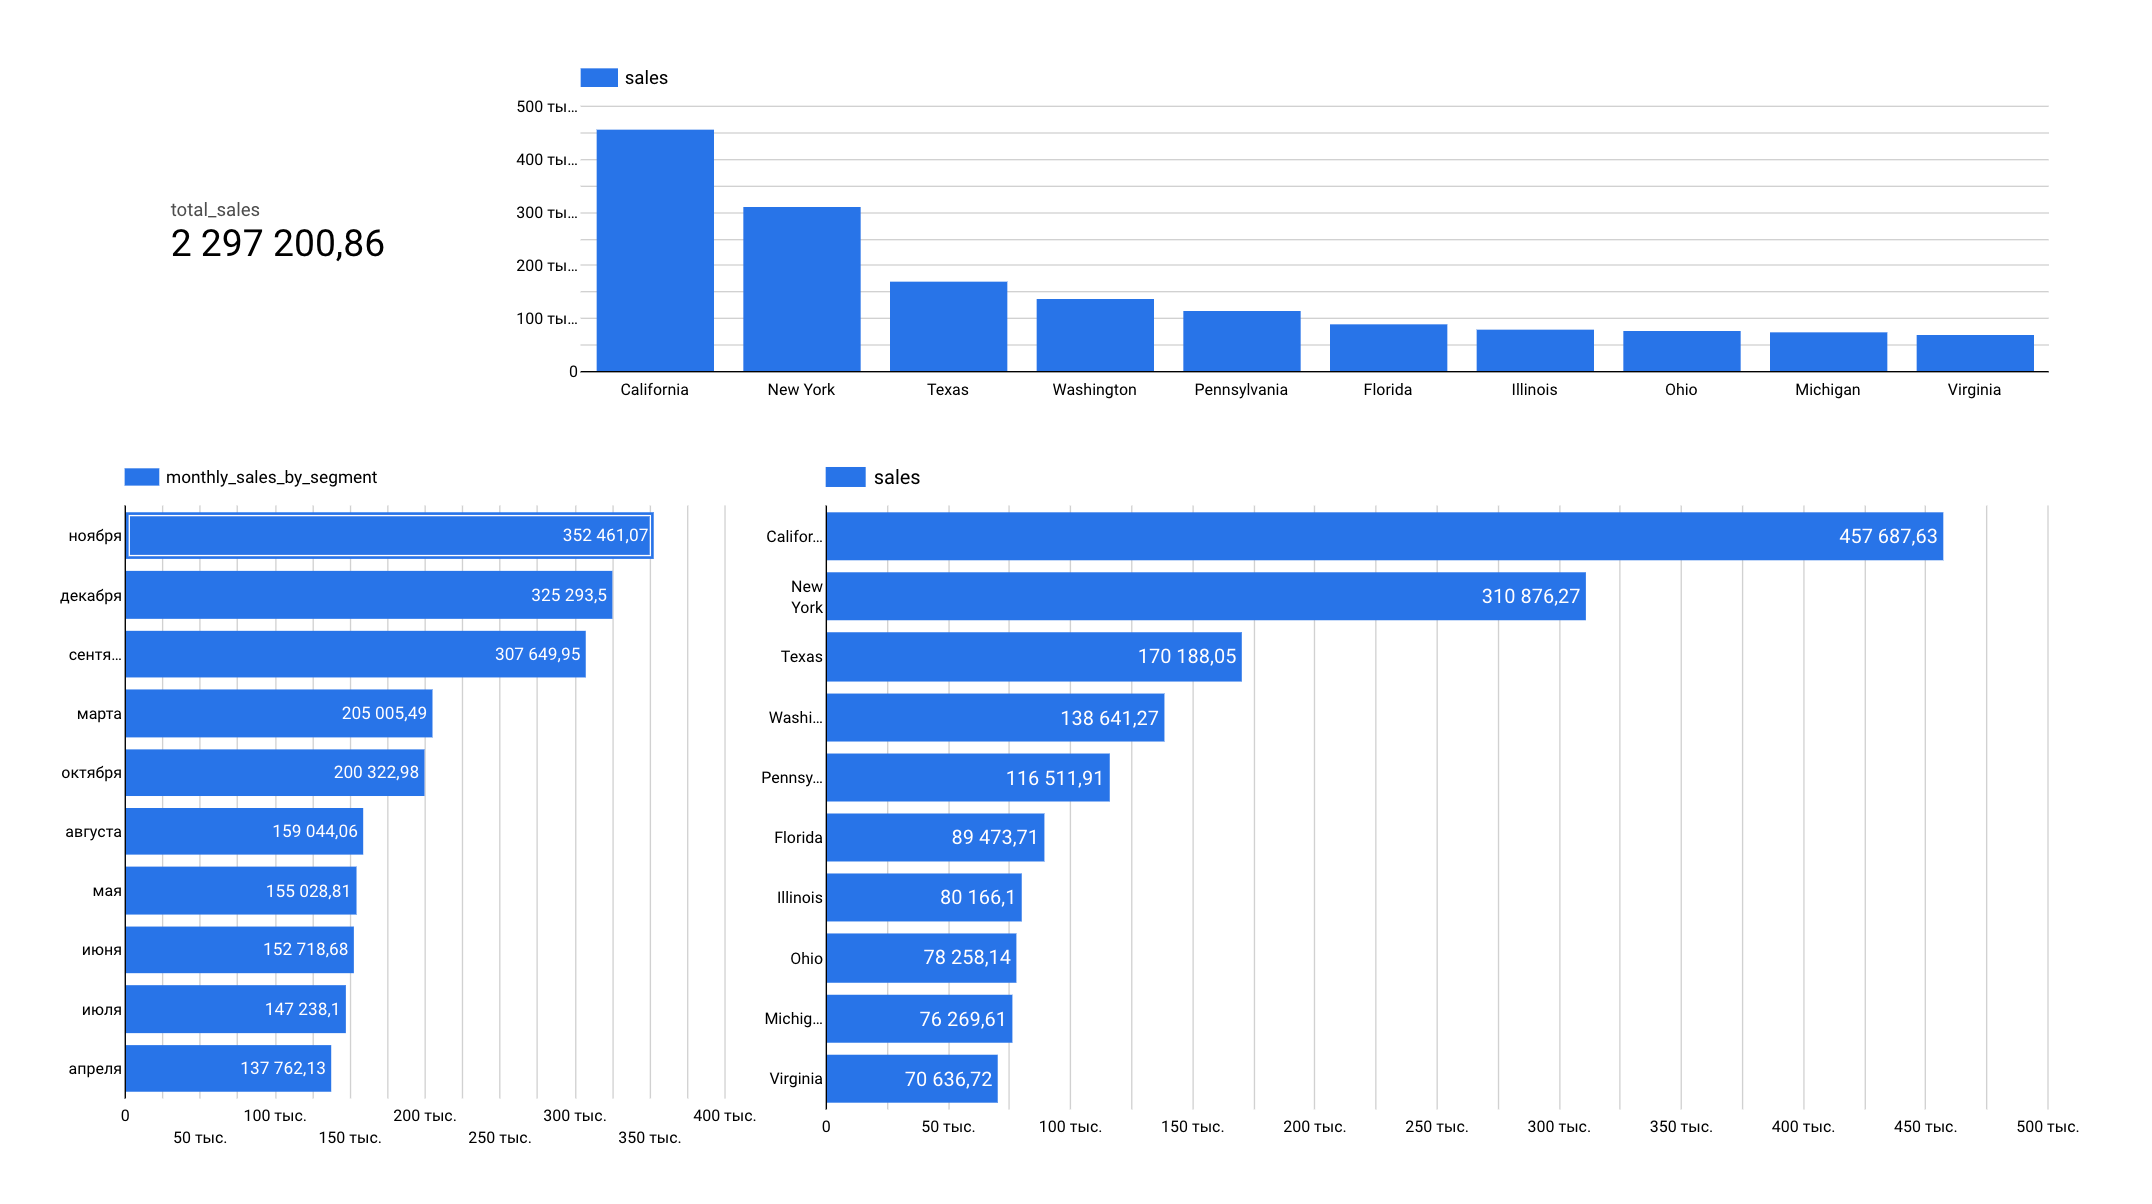 sales
500 ты...
400 ты...
300 ты...
200 ты...
100 ты...
0
California New York Texas Washington Pennsylvania Florida Illinois Ohio Michigan Virginia
total_sales
2 297 200,86
monthly_sales_by_segment
ноября 352 461,07
декабря 325 293,5
сентя... 307 649,95
марта 205 005,49
октября 200 322,98
августа 159 044,06
мая 155 028,81
июня 152 718,68
июля 147 238,1
апреля 137 762,13
0 100 тыс. 200 тыс. 300 тыс. 400 тыс.
50 тыс. 150 тыс. 250 тыс. 350 тыс.
sales
Califor... 457 687,63
New
York 310 876,27
Texas 170 188,05
Washi... 138 641,27
Pennsy... 116 511,91
Florida 89 473,71
Illinois 80 166,1
Ohio 78 258,14
Michig... 76 269,61
Virginia 70 636,72
0 50 тыс. 100 тыс. 150 тыс. 200 тыс. 250 тыс. 300 тыс. 350 тыс. 400 тыс. 450 тыс. 500 тыс.